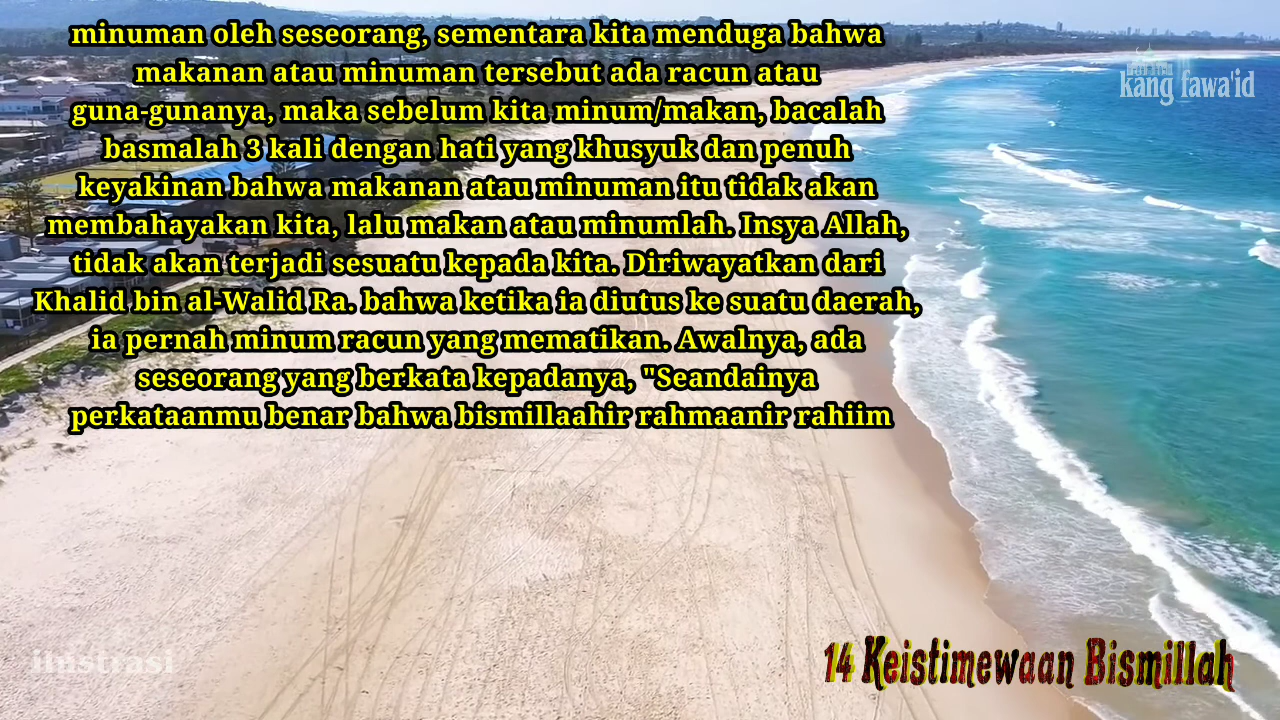 minuman oleh seseorang, sementara kita menduga bahwa
makanan atau minuman tersebut ada racun atau
guna-gunanya, maka sebelum kita minum/makan, bacalah
basmalah 3 kali dengan hati yang khusyuk dan penuh
keyakinan bahwa makanan atau minuman itu tidak akan
membahayakan kita, lalu makan atau minumlah. Insya Allah,
tidak akan terjadi sesuatu kepada kita. Diriwayatkan dari
Khalid bin al-Walid Ra. bahwa ketika ia diutus ke suatu daerah,
ia pernah minum racun yang mematikan. Awalnya, ada
seseorang yang berkata kepadanya, "Seandainya
perkataanmu benar bahwa bismillaahir rahmaanir rahiim
kang fawa'id
ilustrasi
14 Keistimewaan Bismillah